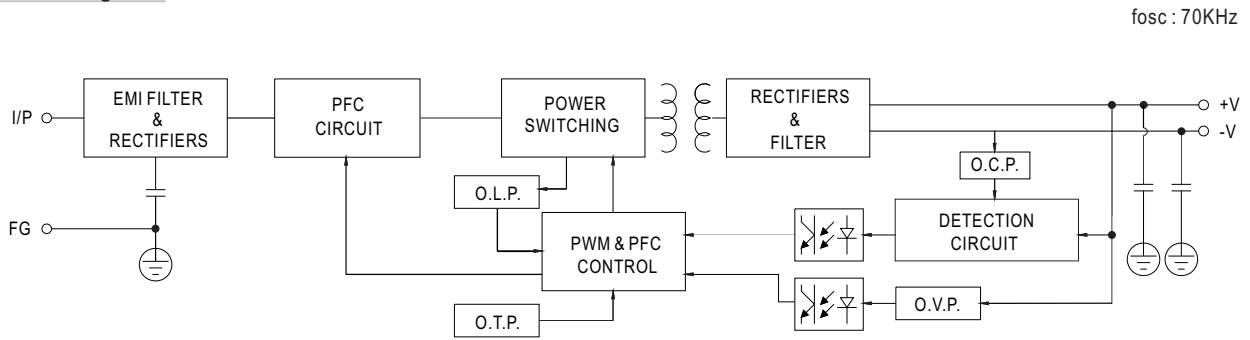 fosc : 70KHz
I/P
EMI FILTER
&
RECTIFIERS
PFC
CIRCUIT
POWER
SWITCHING
RECTIFIERS
&
FILTER
+V
-V
O.C.P.
O.L.P.
FG
PWM & PFC
CONTROL
DETECTION
CIRCUIT
O.T.P.
O.V.P.